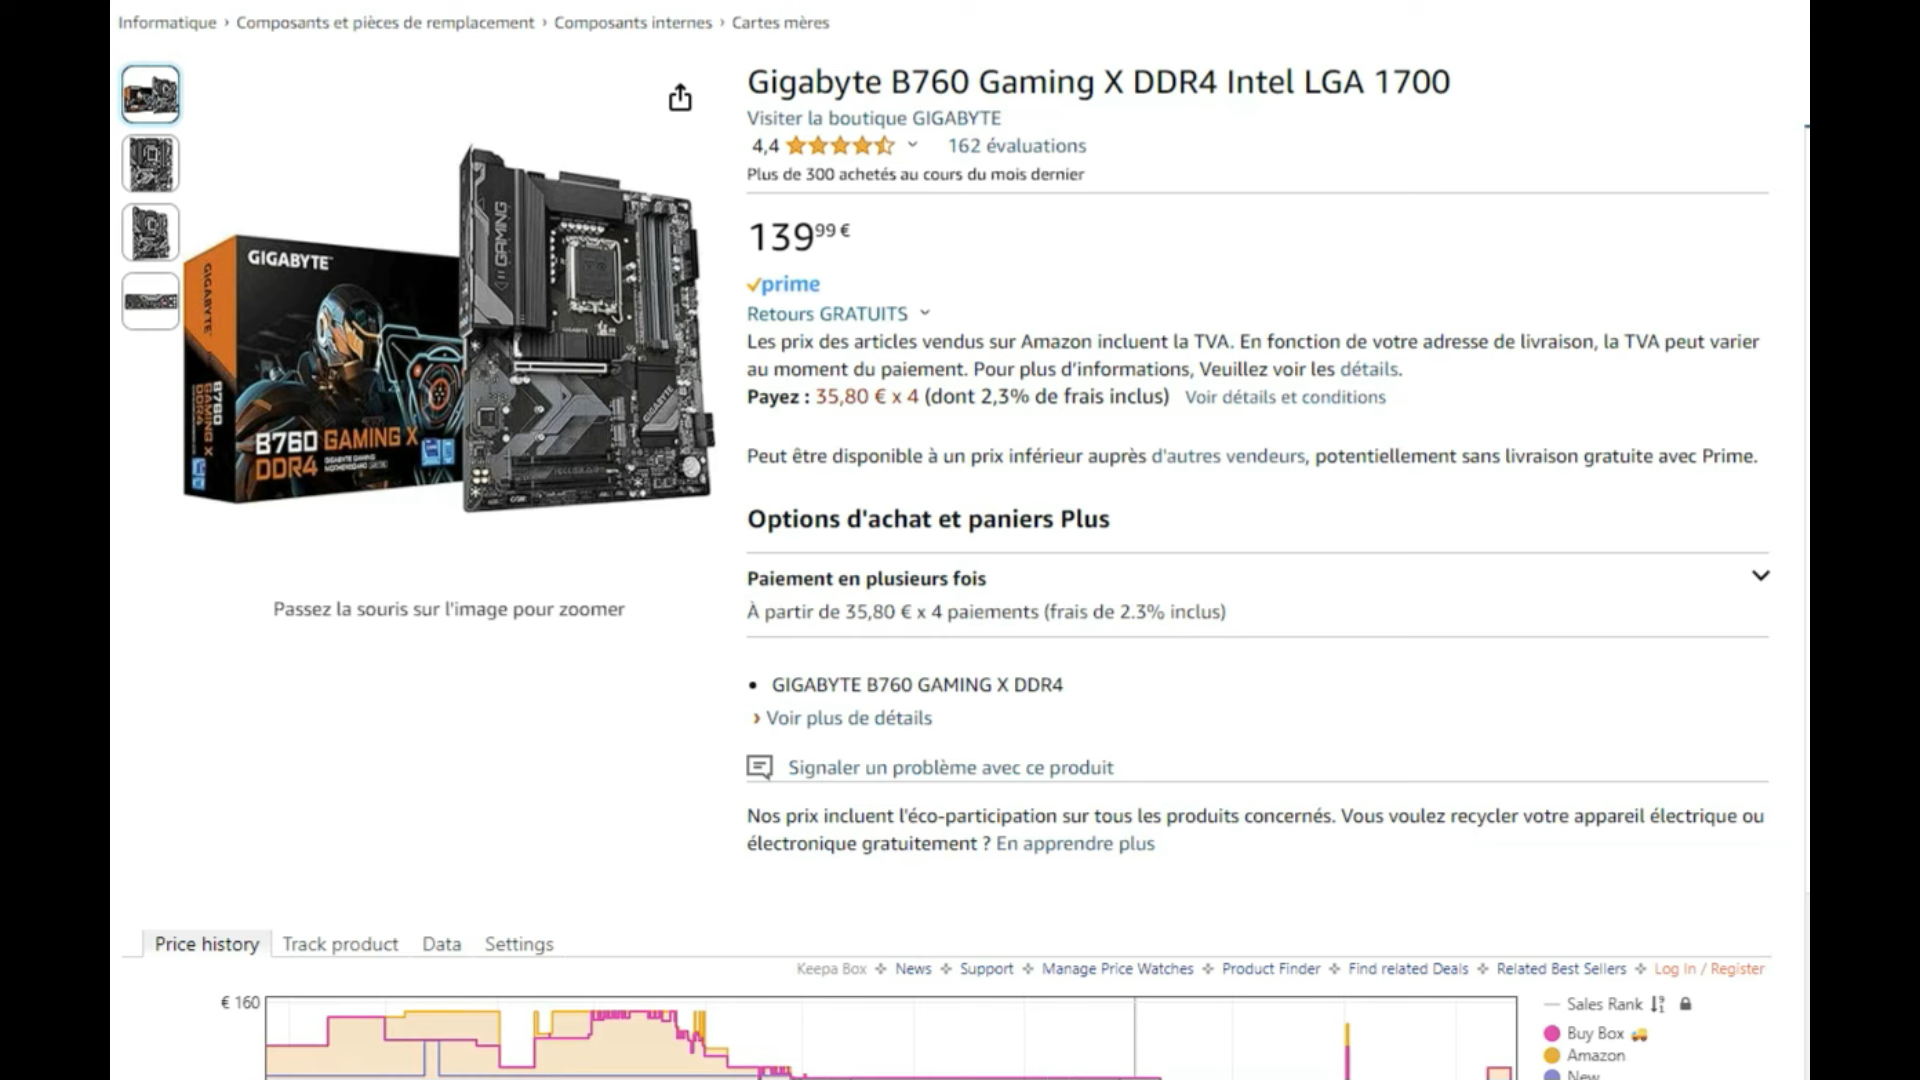 Informatique › Composants et pièces de remplacement › Composants internes › Cartes mères
Gigabyte B760 Gaming X DDR4 Intel LGA 1700
Visiter la boutique GIGABYTE
4,4 162 évaluations
Plus de 300 achetés au cours du mois dernier
139,99 €
prime
Retours GRATUITS
Les prix des articles vendus sur Amazon incluent la TVA. En fonction de votre adresse de livraison, la TVA peut varier
au moment du paiement. Pour plus d'informations, Veuillez voir les détails.
Payez : 35,80 € x 4 (dont 2,3% de frais inclus) Voir détails et conditions
Peut être disponible à un prix inférieur auprès d'autres vendeurs, potentiellement sans livraison gratuite avec Prime.
Options d'achat et paniers Plus
Paiement en plusieurs fois
À partir de 35,80 € x 4 paiements (frais de 2.3% inclus)
• GIGABYTE B760 GAMING X DDR4
› Voir plus de détails
Signaler un problème avec ce produit
Nos prix incluent l'éco-participation sur tous les produits concernés. Vous voulez recycler votre appareil électrique ou
électronique gratuitement ? En apprendre plus
GIGABYTE
GIGABYTE
B760
GAMING X
DDR4
B760 GAMING X
DDR4
GAMING
GIGABYTE
Passez la souris sur l'image pour zoomer
Price history Track product Data Settings
Keepa Box News Support Manage Price Watches Product Finder Find related Deals Related Best Sellers Log In / Register
€ 160
Sales Rank
Buy Box
Amazon
New